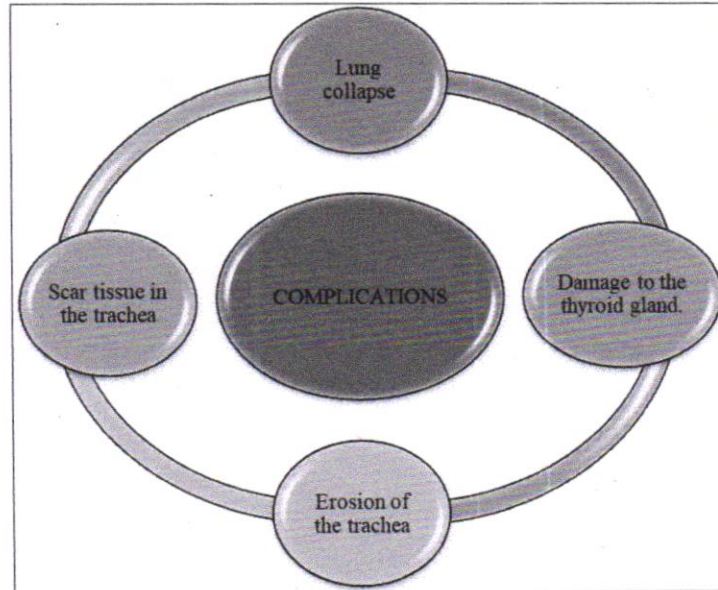 Lung
collapse
Scar tissue in
the trachea
COMPLICATIONS
Damage to the
thyroid gland.
Erosion of
the trachea